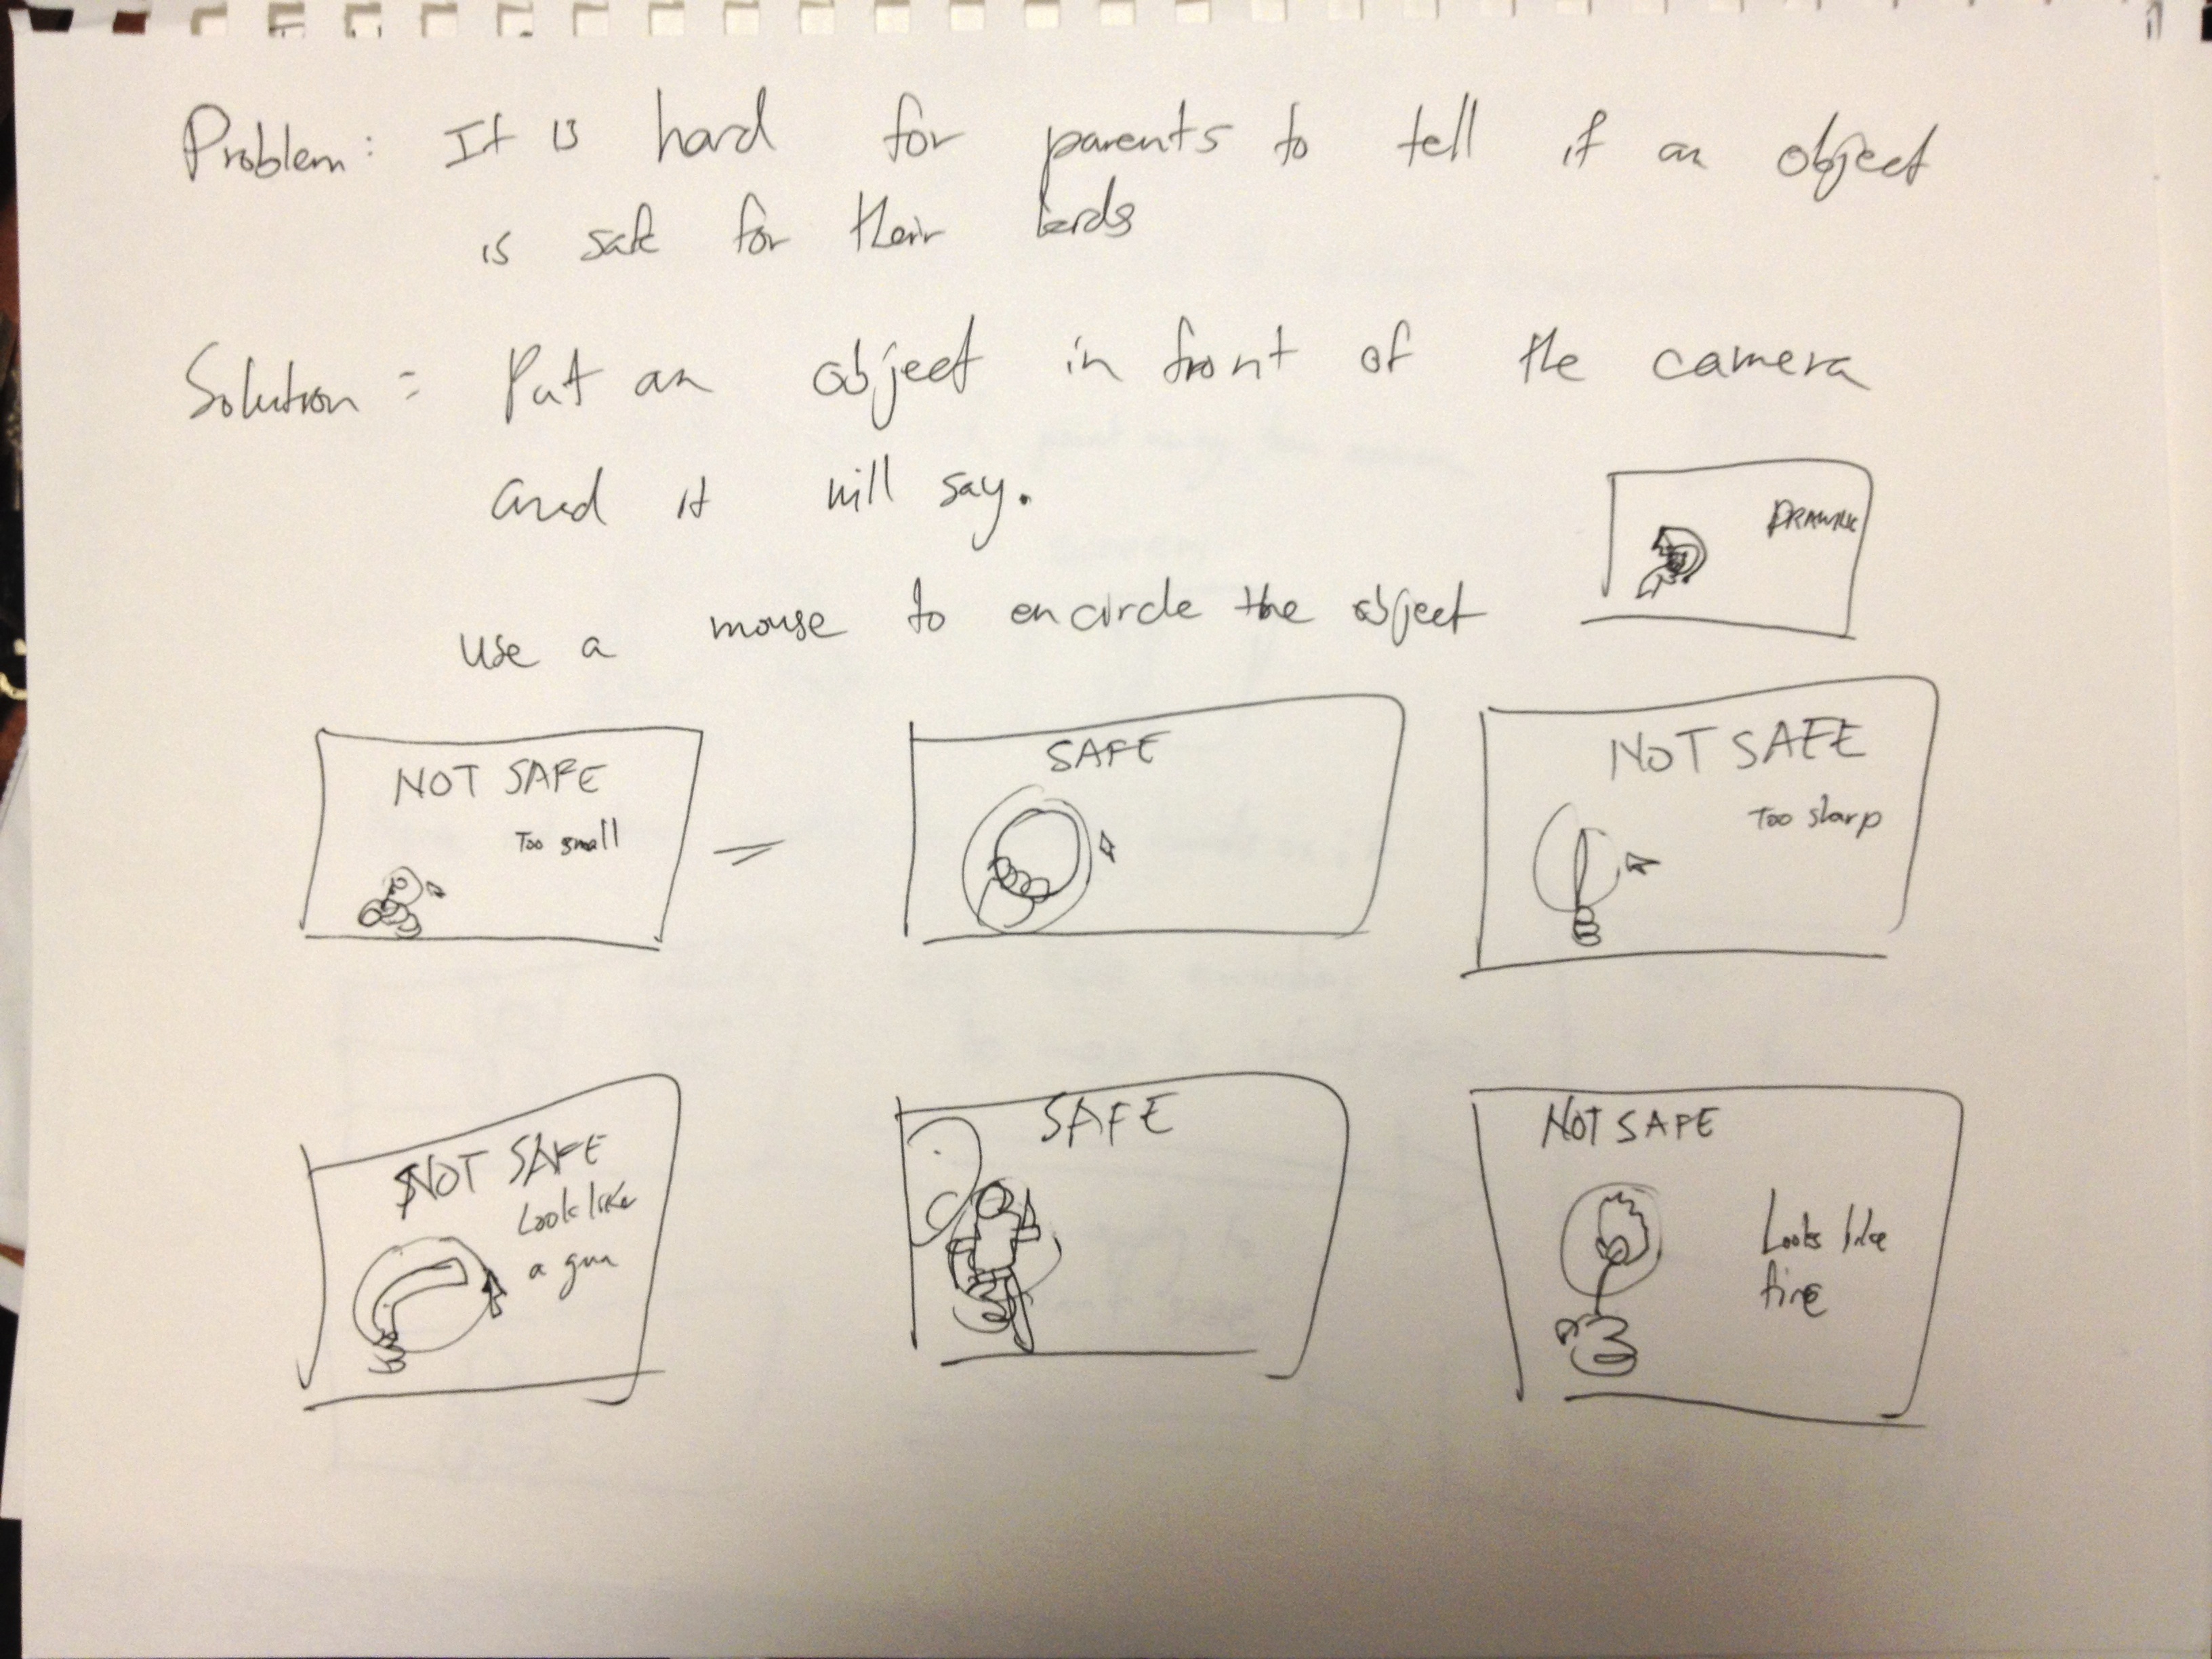 Problem: It is hard for parents to tell if an object
is safe for their kids
Solution: Put an object in front of the camera
and it will say.
use a mouse to encircle the object
NOT SAFE
Too small
SAFE
NOT SAFE
Too sharp
NOT SAFE
Look like
a gun
SAFE
NOT SAFE
Looks like
fire